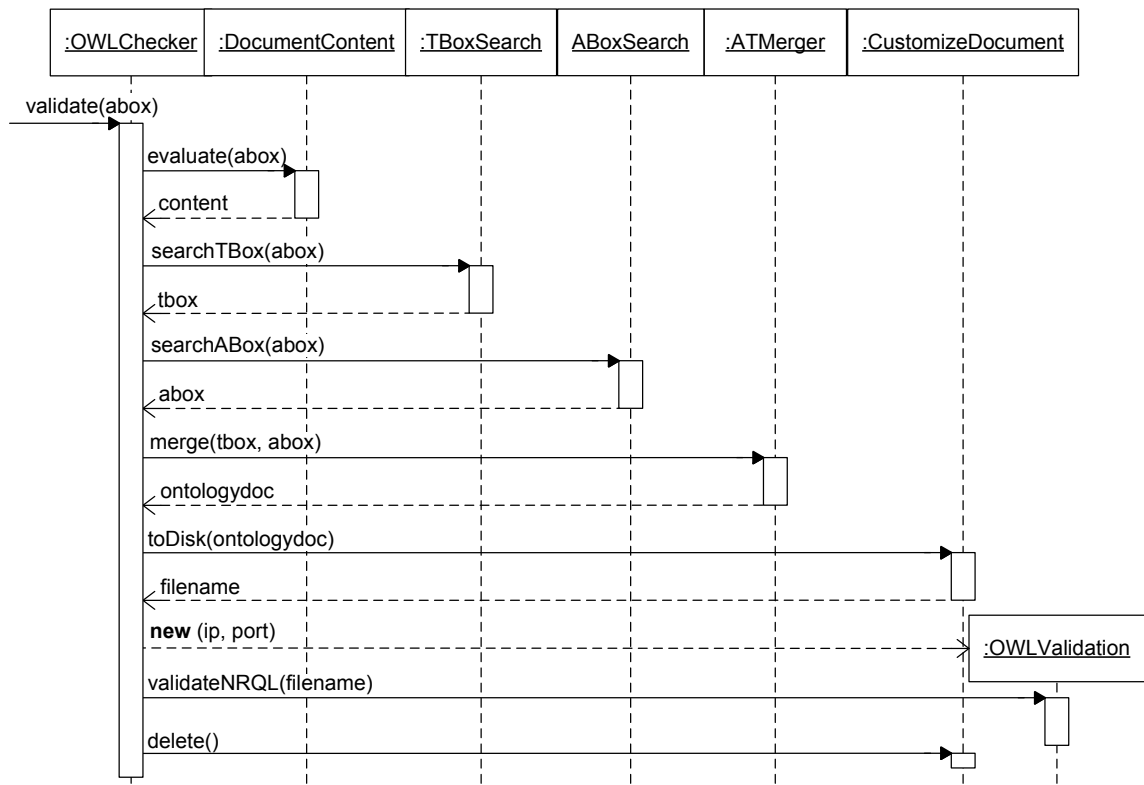 :OWLChecker :DocumentContent :TBoxSearch ABoxSearch :ATMerger :CustomizeDocument
validate(abox)
evaluate(abox)
content
searchTBox(abox)
tbox
searchABox(abox)
abox
merge(tbox, abox)
ontologydoc
toDisk(ontologydoc)
filename
new (ip, port)
:OWLValidation
validateNRQL(filename)
delete()